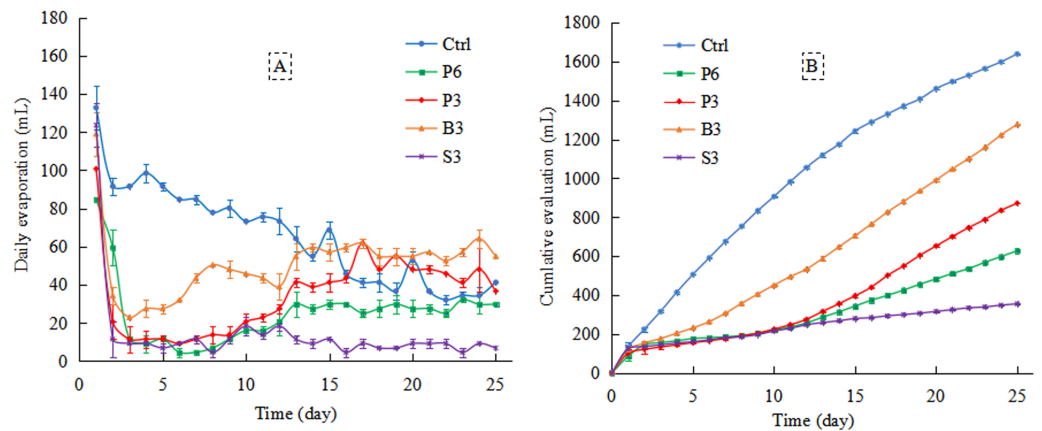 180
160
140
120
100
80
60
40
20
0
Daily evaporation (mL)
A
Ctrl
P6
P3
B3
S3
0 5 10 15 20 25
Time (day)
1800
1600
1400
1200
1000
800
600
400
200
0
Cumulative evaluation (mL)
B
Ctrl
P6
P3
B3
S3
0 5 10 15 20 25
Time (day)